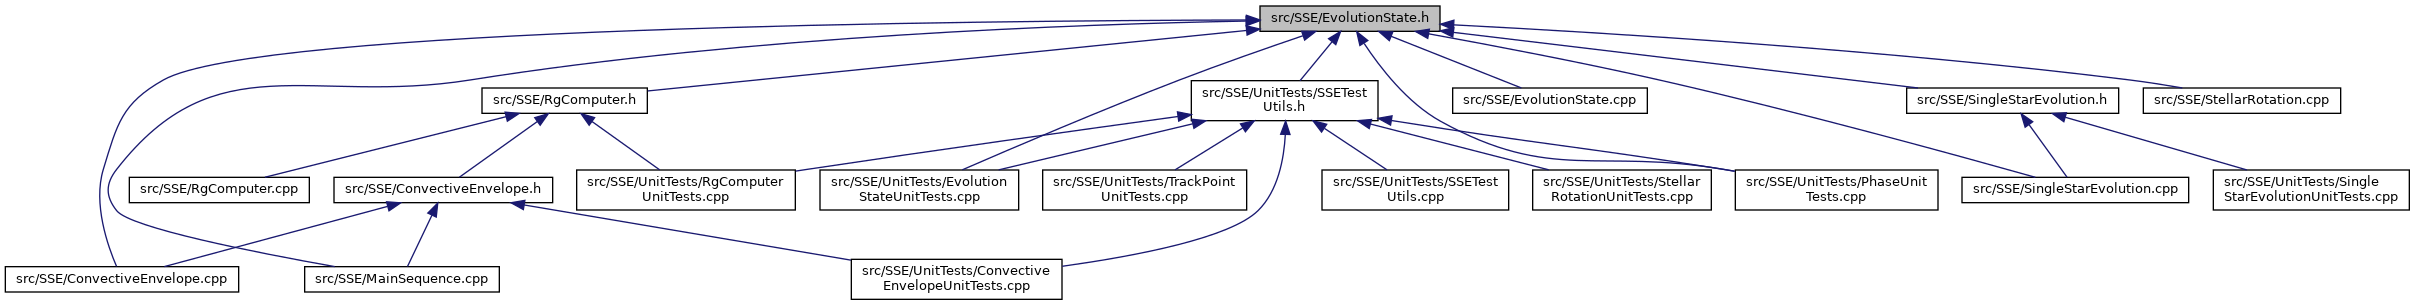 src/SSE/EvolutionState.h
src/SSE/RgComputer.h
src/SSE/UnitTests/SSETest
Utils.h
src/SSE/EvolutionState.cpp
src/SSE/SingleStarEvolution.h
src/SSE/StellarRotation.cpp
src/SSE/RgComputer.cpp
src/SSE/ConvectiveEnvelope.h
src/SSE/UnitTests/RgComputer
UnitTests.cpp
src/SSE/UnitTests/Evolution
StateUnitTests.cpp
src/SSE/UnitTests/TrackPoint
UnitTests.cpp
src/SSE/UnitTests/SSETest
Utils.cpp
src/SSE/UnitTests/Stellar
RotationUnitTests.cpp
src/SSE/UnitTests/PhaseUnit
Tests.cpp
src/SSE/SingleStarEvolution.cpp
src/SSE/UnitTests/Single
StarEvolutionUnitTests.cpp
src/SSE/ConvectiveEnvelope.cpp
src/SSE/MainSequence.cpp
src/SSE/UnitTests/Convective
EnvelopeUnitTests.cpp